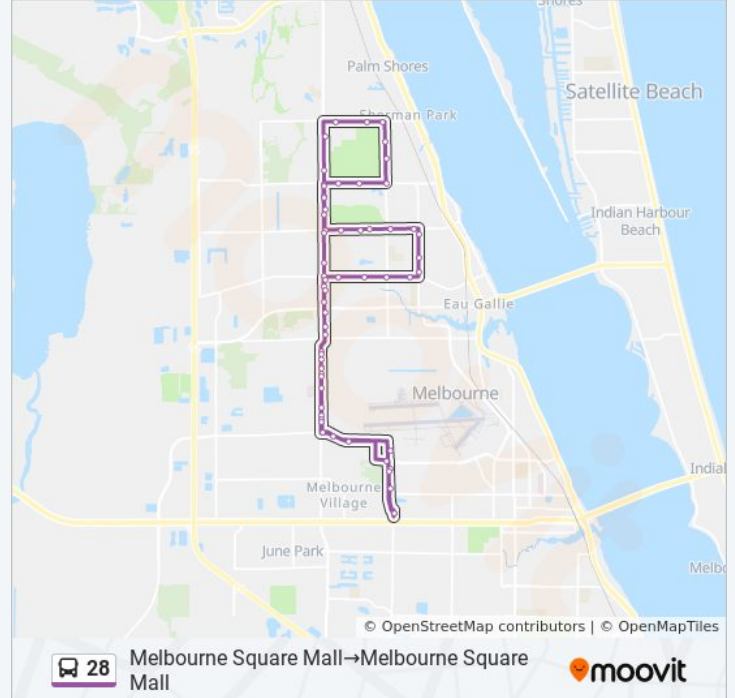 Shores
Palm Shores
Satellite Beach
Sherman Park
Indian Harbour
Beach
Eau Gallie
Melbourne
Indial
Melbourne
Village
June Park
Melbo
© OpenStreetMap contributors | © OpenMapTiles
28 Melbourne Square Mall→Melbourne Square
Mall
moovit